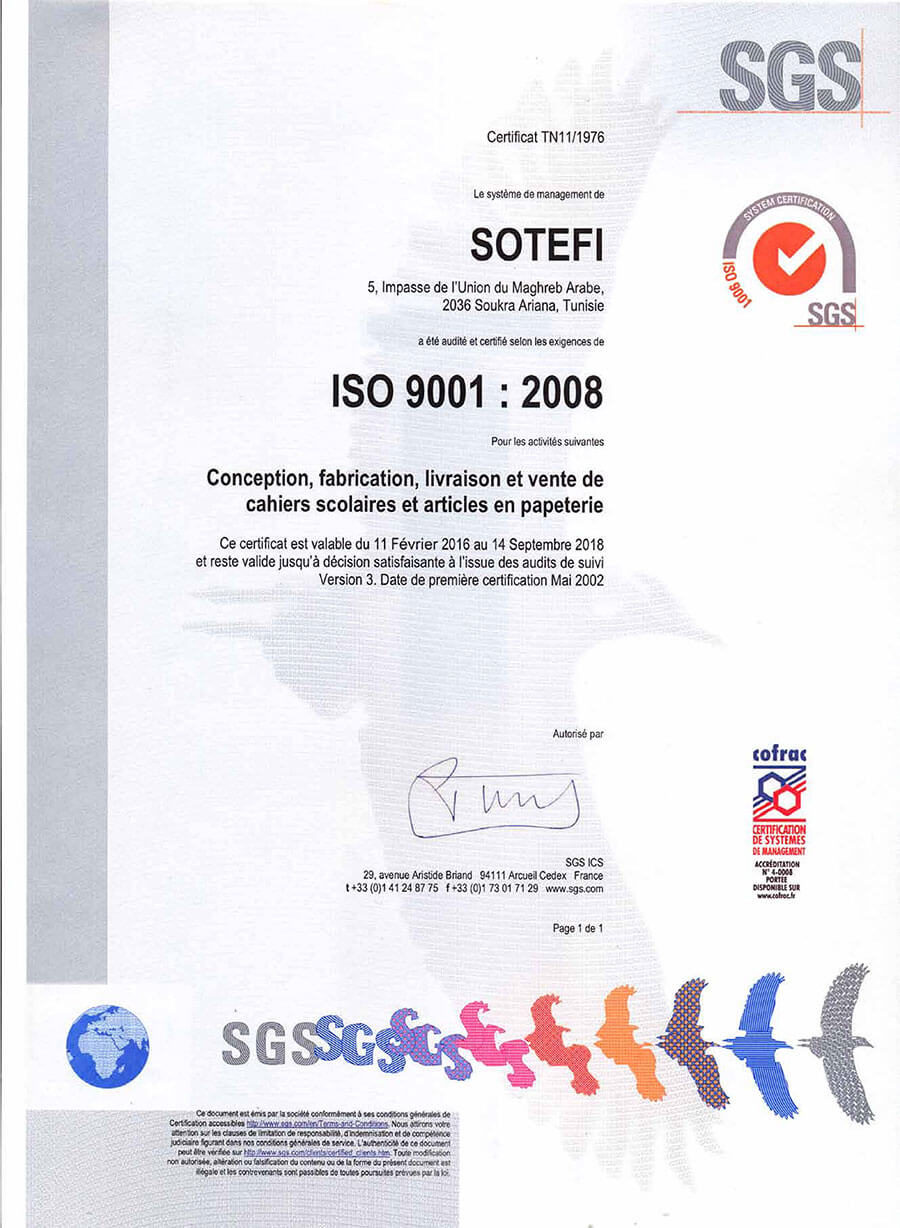 SGS
Certificat TN11/1976
Le système de management de
SOTEFI
5, Impasse de l'Union du Maghreb Arabe,
2036 Soukra Ariana, Tunisie
a été audité et certifié selon les exigences de
ISO 9001 : 2008
Pour les activités suivantes
Conception, fabrication, livraison et vente de
cahiers scolaires et articles en papeterie
Ce certificat est valable du 11 Février 2016 au 14 Septembre 2018
et reste valide jusqu'à décision satisfaisante à l'issue des audits de suivi
Version 3. Date de première certification Mai 2002
SYSTEM CERTIFICATION
ISO 9001
SGS
Autorisé par
SGS ICS
29, avenue Aristide Briand 94111 Arcueil Cedex France
t +33 (0)1 41 24 87 75 f +33 (0)1 73 01 71 29 www.sgs.com
Page 1 de 1
cofrac
CERTIFICATION
DE SYSTEMES
DE MANAGEMENT
ACCRÉDITATION
N° 4-0008
PORTEE
DISPONIBLE SUR
www.cofrac.fr
SGSSGSSGS
Ce document est émis par la société conformément à ses conditions générales de
Certification accessibles http://www.sgs.com/en/Terms-and-Conditions. Nous attirons votre
attention sur les clauses de limitation de responsabilité, d'indemnisation et de compétence
judiciaire figurant dans nos conditions générales de service. L'authenticité de ce document
peut être vérifiée sur http://www.sgs.com/clients/certified_clients.htm. Toute modification
non autorisée, altération ou falsification du contenu ou de la forme du présent document est
illégale et les contrevenants sont passibles de toutes poursuites prévues par la loi.